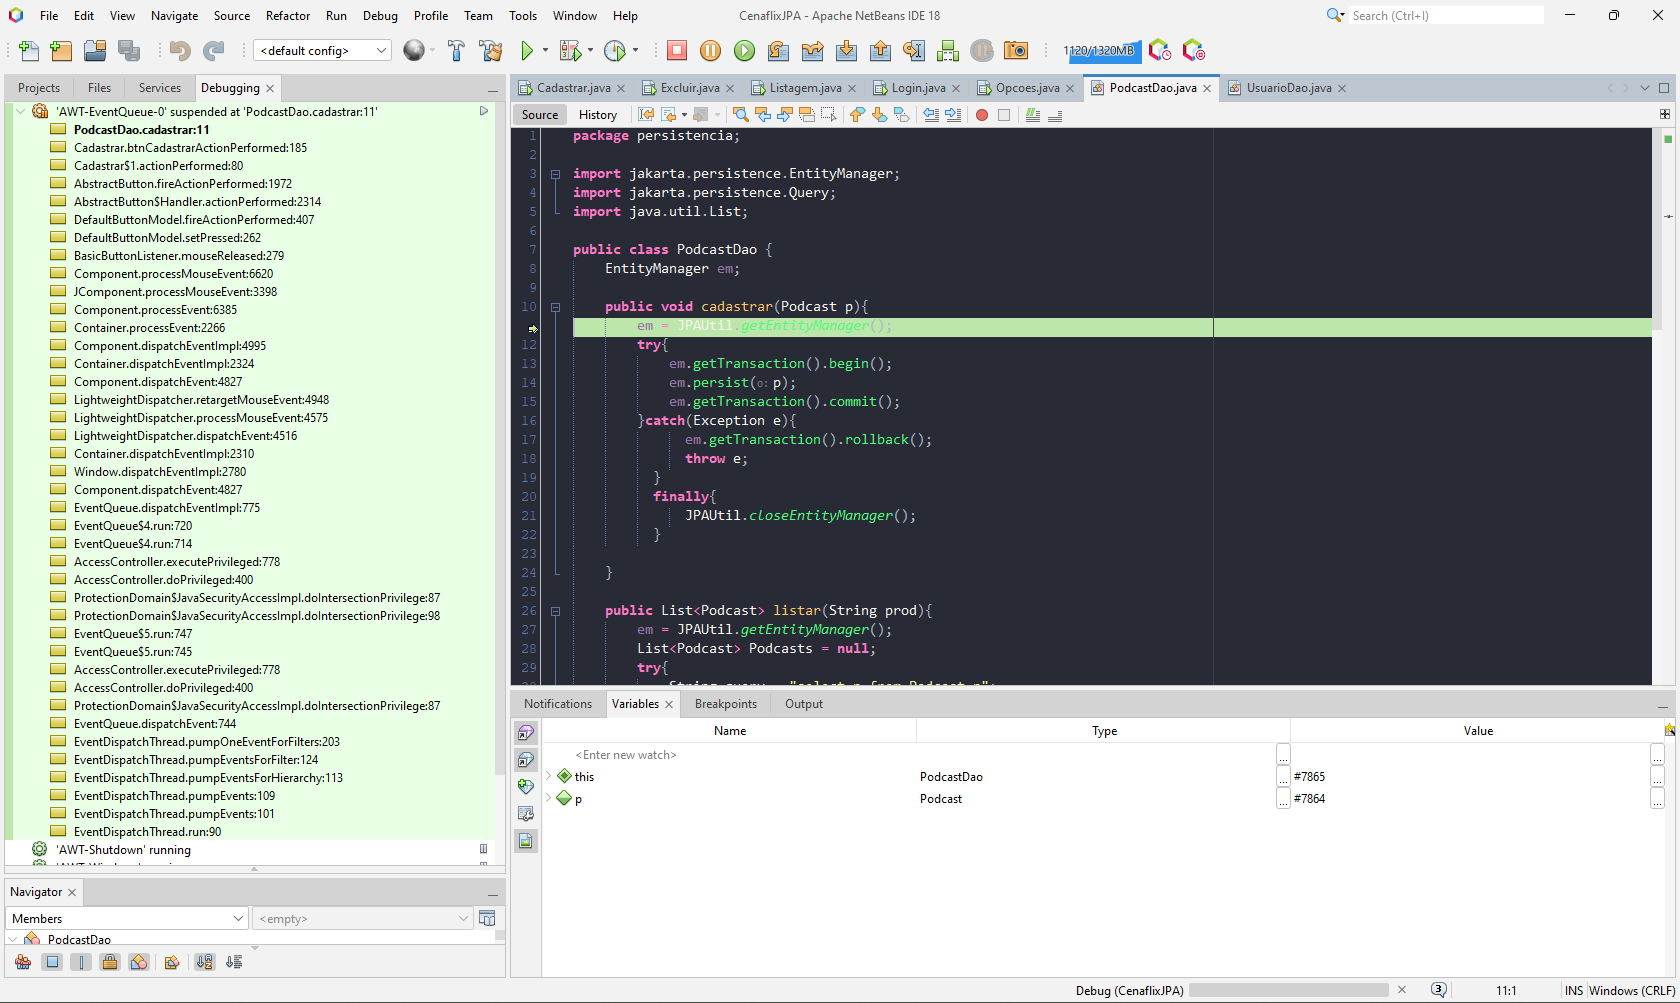 File Edit View Navigate Source Refactor Run Debug Profile Team Tools Window Help
CenaflixJPA - Apache NetBeans IDE 18
Search (Ctrl+I)
<default config>
1120/1320MB
Projects Files Services Debugging
'AWT-EventQueue-0' suspended at 'PodcastDao.cadastrar:11'
PodcastDao.cadastrar:11
Cadastrar.btnCadastrarActionPerformed:185
Cadastrar$1.actionPerformed:80
AbstractButton.fireActionPerformed:1972
AbstractButton$Handler.actionPerformed:2314
DefaultButtonModel.fireActionPerformed:407
DefaultButtonModel.setPressed:262
BasicButtonListener.mouseReleased:279
Component.processMouseEvent:6620
JComponent.processMouseEvent:3398
Component.processEvent:6385
Container.processEvent:2266
Component.dispatchEventImpl:4995
Container.dispatchEventImpl:2324
Component.dispatchEvent:4827
LightweightDispatcher.retargetMouseEvent:4948
LightweightDispatcher.processMouseEvent:4575
LightweightDispatcher.dispatchEvent:4516
Container.dispatchEventImpl:2310
Window.dispatchEventImpl:2780
Component.dispatchEvent:4827
EventQueue.dispatchEventImpl:775
EventQueue$4.run:720
EventQueue$4.run:714
AccessController.executePrivileged:778
AccessController.doPrivileged:400
ProtectionDomain$JavaSecurityAccessImpl.doIntersectionPrivilege:87
ProtectionDomain$JavaSecurityAccessImpl.doIntersectionPrivilege:98
EventQueue$5.run:747
EventQueue$5.run:745
AccessController.executePrivileged:778
AccessController.doPrivileged:400
ProtectionDomain$JavaSecurityAccessImpl.doIntersectionPrivilege:87
EventQueue.dispatchEvent:744
EventDispatchThread.pumpOneEventForFilters:203
EventDispatchThread.pumpEventsForFilter:124
EventDispatchThread.pumpEventsForHierarchy:113
EventDispatchThread.pumpEvents:109
EventDispatchThread.pumpEvents:101
EventDispatchThread.run:90
'AWT-Shutdown' running
Navigator
Members
<empty>
PodcastDao
Cadastrar.java Excluir.java Listagem.java Login.java Opcoes.java PodcastDao.java UsuarioDao.java
Source History
1 package persistencia;
2
3 import jakarta.persistence.EntityManager;
4 import jakarta.persistence.Query;
5 import java.util.List;
6
7 public class PodcastDao {
8 EntityManager em;
9
10 public void cadastrar(Podcast p){
em = JPAUtil.getEntityManager();
12 try{
13 em.getTransaction().begin();
14 em.persist(o: p);
15 em.getTransaction().commit();
16 }catch(Exception e){
17 em.getTransaction().rollback();
18 throw e;
19 }
20 finally{
21 JPAUtil.closeEntityManager();
22 }
23
24 }
25
26 public List<Podcast> listar(String prod){
27 em = JPAUtil.getEntityManager();
28 List<Podcast> Podcasts = null;
29 try{
Notifications Variables Breakpoints Output
Name Type Value
<Enter new watch> ... ...
this PodcastDao ... #7865 ...
p Podcast ... #7864 ...
Debug (CenaflixJPA)
3
11:1
INS
Windows (CRLF)